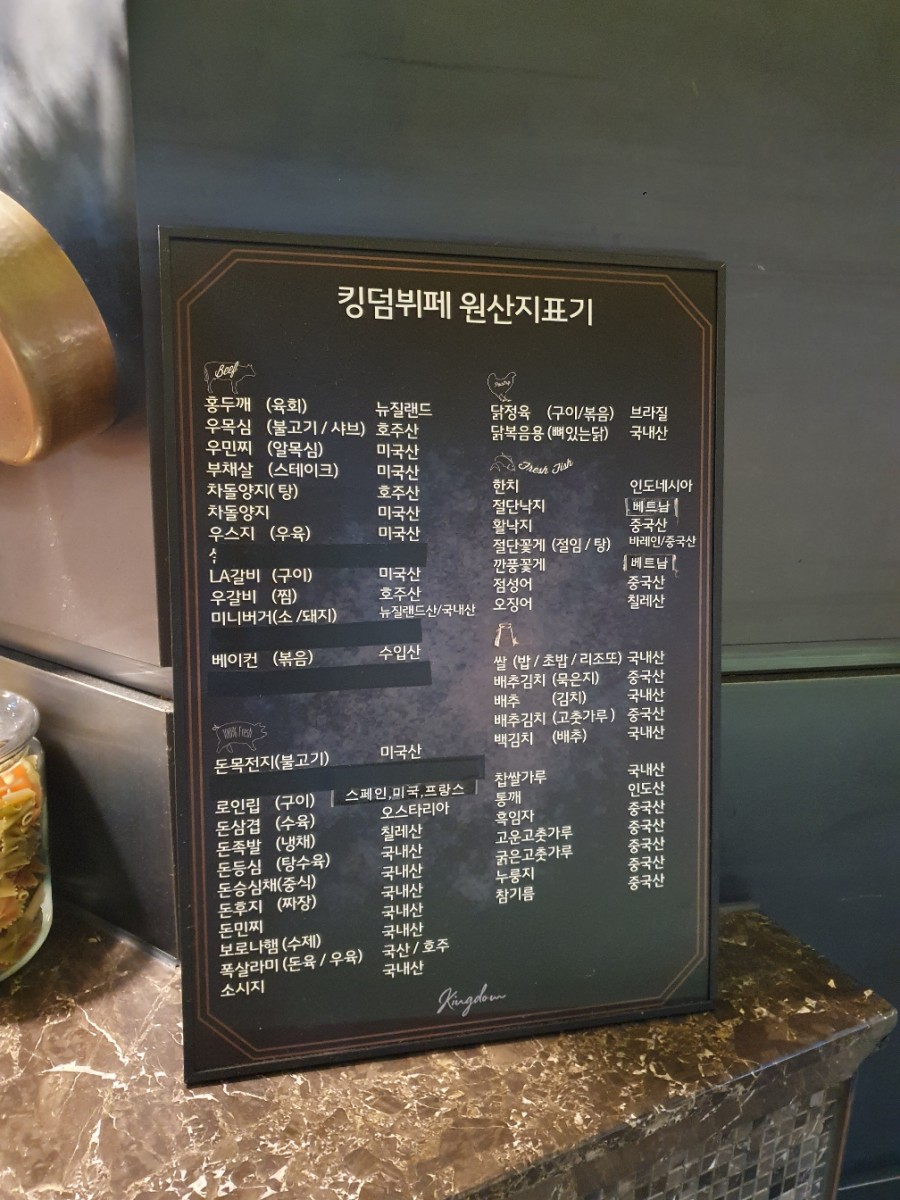 킹덤뷔페 원산지표기
Beef
홍두깨 (육회) 뉴질랜드
우목심 (불고기 / 샤브) 호주산
우민찌 (알목심) 미국산
부채살 (스테이크) 미국산
차돌양지( 탕) 호주산
차돌양지 미국산
우스지 (우육) 미국산
LA갈비 (구이) 미국산
우갈비 (찜) 호주산
미니버거(소 /돼지) 뉴질랜드산/국내산
베이컨 (볶음) 수입산
100% Fresh
돈목전지(불고기) 미국산
로인립 (구이) 스페인,미국,프랑스
돈삼겹 (수육) 오스타리아
돈족발 (냉채) 칠레산
돈등심 (탕수육) 국내산
돈승심채(중식) 국내산
돈후지 (짜장) 국내산
돈민찌 국내산
보로나햄 (수제) 국내산
폭살라미 (돈육 / 우육) 국산 / 호주
소시지 국내산
닭정육 (구이/볶음) 브라질
닭복음용 (뼈있는닭) 국내산
Fresh Fish
한치 인도네시아
절단낙지 베트남
활낙지 중국산
절단꽃게 (절임 / 탕) 바레인/중국산
깐풍꽃게 베트남
점성어 중국산
오징어 칠레산
쌀 (밥 / 초밥 / 리조또) 국내산
배추김치 (묵은지) 중국산
배추 (김치) 국내산
배추김치 (고춧가루 ) 중국산
백김치 (배추) 국내산
찹쌀가루 국내산
통깨 인도산
흑임자 중국산
고운고춧가루 중국산
굵은고춧가루 중국산
누룽지 중국산
참기름 중국산
Kingdom